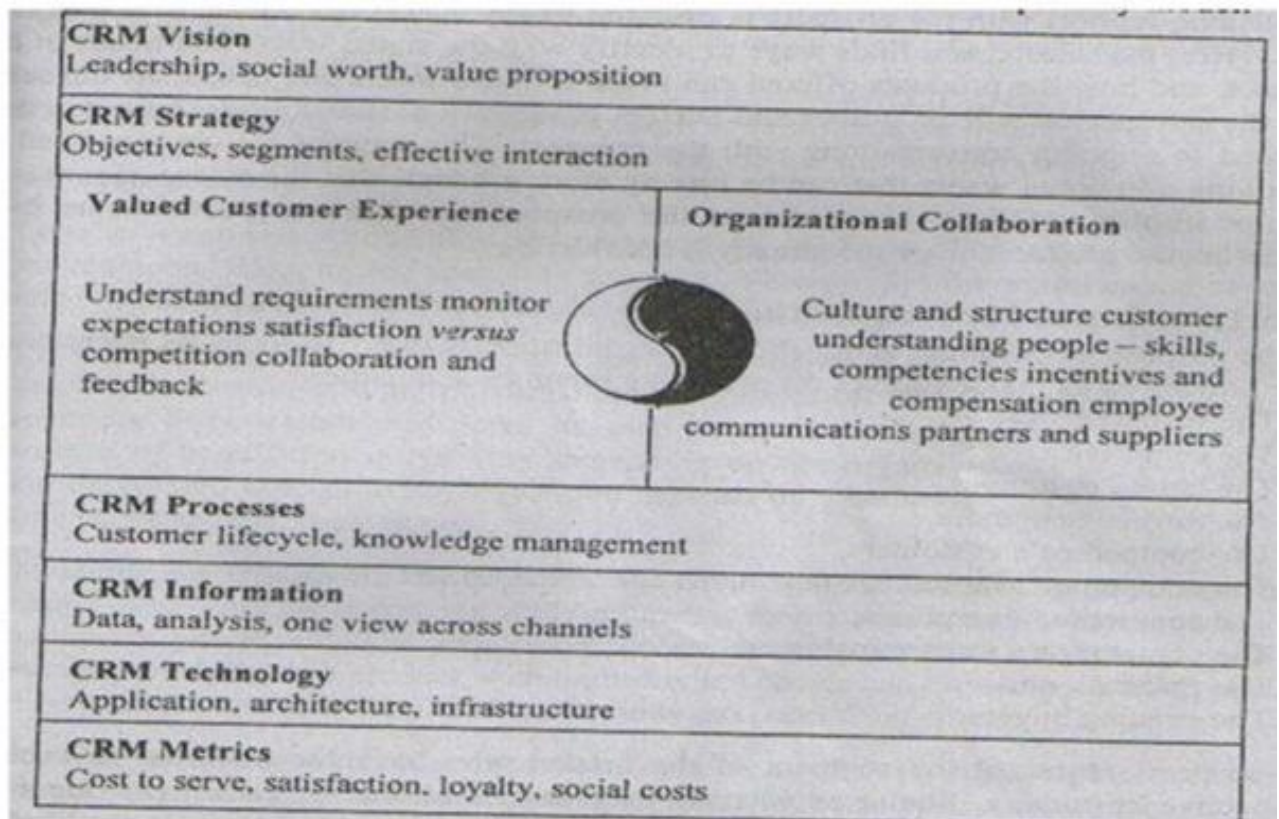 CRM Vision
Leadership, social worth, value proposition
CRM Strategy
Objectives, segments, effective interaction
Valued Customer Experience
Understand requirements monitor
expectations satisfaction versus
competition collaboration and
feedback
Organizational Collaboration
Culture and structure customer
understanding people – skills,
competencies incentives and
compensation employee
communications partners and suppliers
CRM Processes
Customer lifecycle, knowledge management
CRM Information
Data, analysis, one view across channels
CRM Technology
Application, architecture, infrastructure
CRM Metrics
Cost to serve, satisfaction, loyalty, social costs